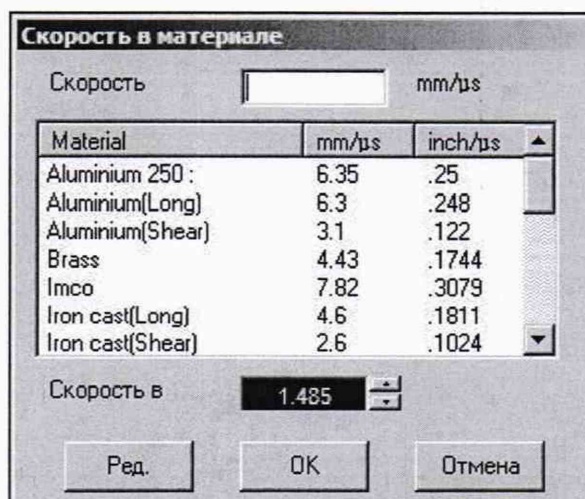 Скорость в материале
Скорость mm/µs
Material mm/µs inch/µs
Aluminium 250 : 6.35 .25
Aluminium(Long) 6.3 .248
Aluminium(Shear) 3.1 .122
Brass 4.43 .1744
Imco 7.82 .3079
Iron cast(Long) 4.6 .1811
Iron cast(Shear) 2.6 .1024
Скорость в 1.485
Ред. OK Отмена